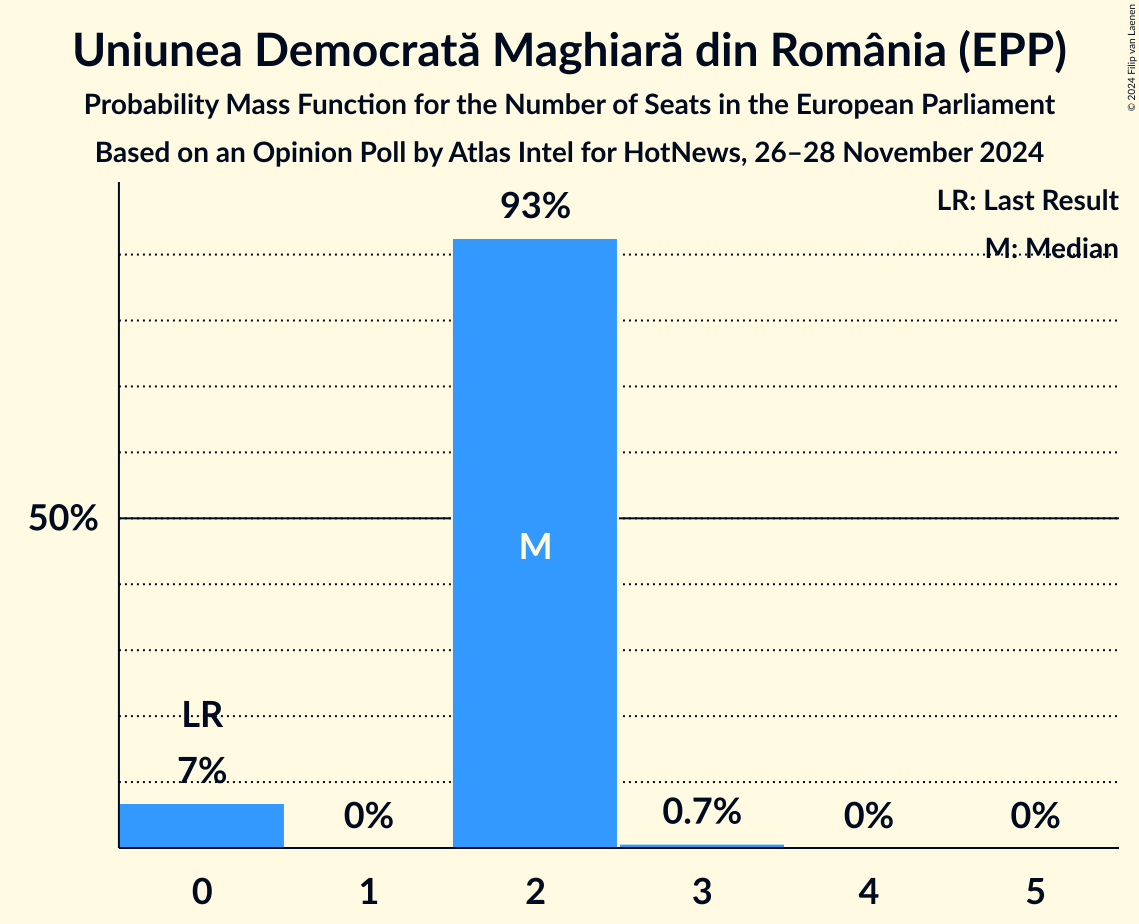 Uniunea Democrată Maghiară din România (EPP)
Probability Mass Function for the Number of Seats in the European Parliament
Based on an Opinion Poll by Atlas Intel for HotNews, 26–28 November 2024
© 2024 Filip van Laenen
LR: Last Result
M: Median
93%
50%
M
LR
7%
0%
0.7%
0%
0%
0 1 2 3 4 5